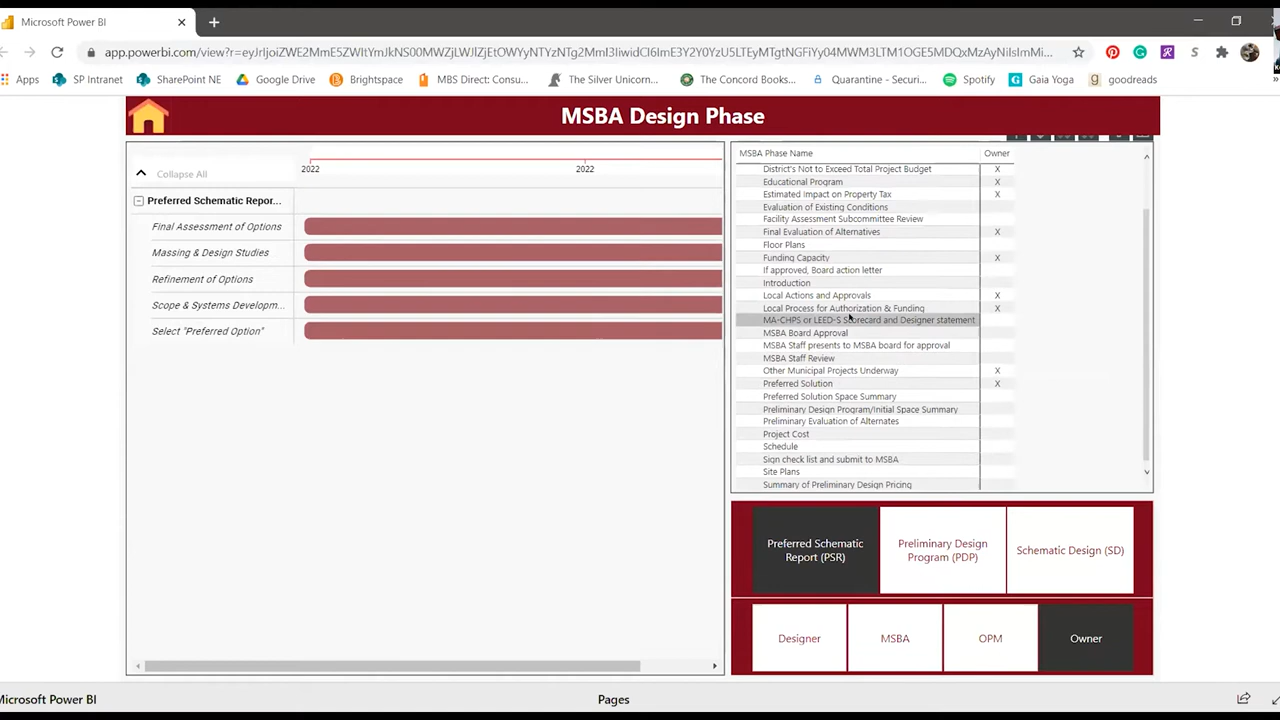 Microsoft Power BI
SP Intranet
app.powerbi.com/view?r=
Apps
SP Intranet
SharePoint NE
Google Drive
Brightspace
MBS Direct: Consu...
The Silver Unicorn...
The Concord Books...
Quarantine - Securi...
Spotify
Gaia Yoga
goodreads
MSBA Design Phase
2022
2022
Collapse All
Preferred Schematic Repor...
Final Assessment of Options
Massing & Design Studies
Refinement of Options
Scope & Systems Developm...
Select "Preferred Option"
MSBA Phase Name Owner
District's Not to Exceed Total Project Budget X
Educational Program X
Estimated Impact on Property Tax X
Evaluation of Existing Conditions
Facility Assessment Subcommittee Review
Final Evaluation of Alternatives X
Floor Plans
Funding Capacity X
If approved, Board action letter
Introduction
Local Actions and Approvals X
Local Process for Authorization & Funding X
MA-CHPS or LEED-S Scorecard and Designer statement
MSBA Board Approval
MSBA Staff presents to MSBA board for approval
MSBA Staff Review
Other Municipal Projects Underway X
Preferred Solution X
Preferred Solution Space Summary
Preliminary Design Program/Initial Space Summary
Preliminary Evaluation of Alternates
Project Cost
Schedule
Sign check list and submit to MSBA
Site Plans
Summary of Preliminary Design Pricing
Preferred Schematic
Report (PSR)
Preliminary Design
Program (PDP)
Schematic Design (SD)
Designer
MSBA
OPM
Owner
Microsoft Power BI
Pages